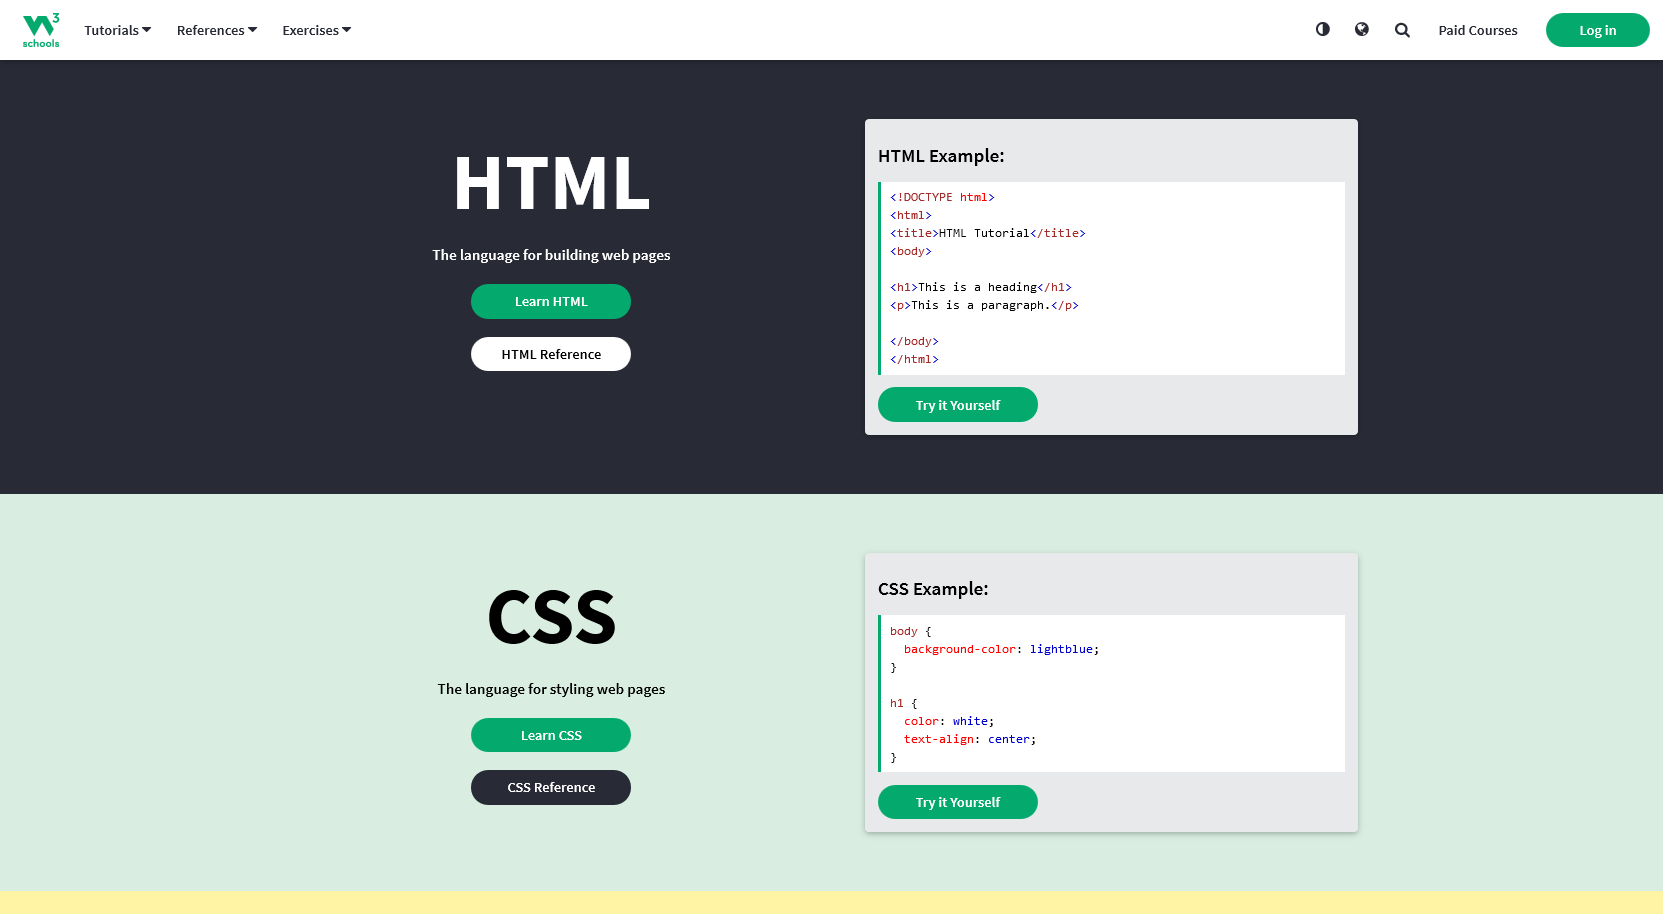 W3 schools
Tutorials References Exercises Paid Courses Log in
HTML
The language for building web pages
Learn HTML
HTML Reference
HTML Example:
<!DOCTYPE html>
<html>
<title>HTML Tutorial</title>
<body>
<h1>This is a heading</h1>
<p>This is a paragraph.</p>
</body>
</html>
Try it Yourself
CSS
The language for styling web pages
Learn CSS
CSS Reference
CSS Example:
body {
  background-color: lightblue;
}
h1 {
  color: white;
  text-align: center;
}
Try it Yourself